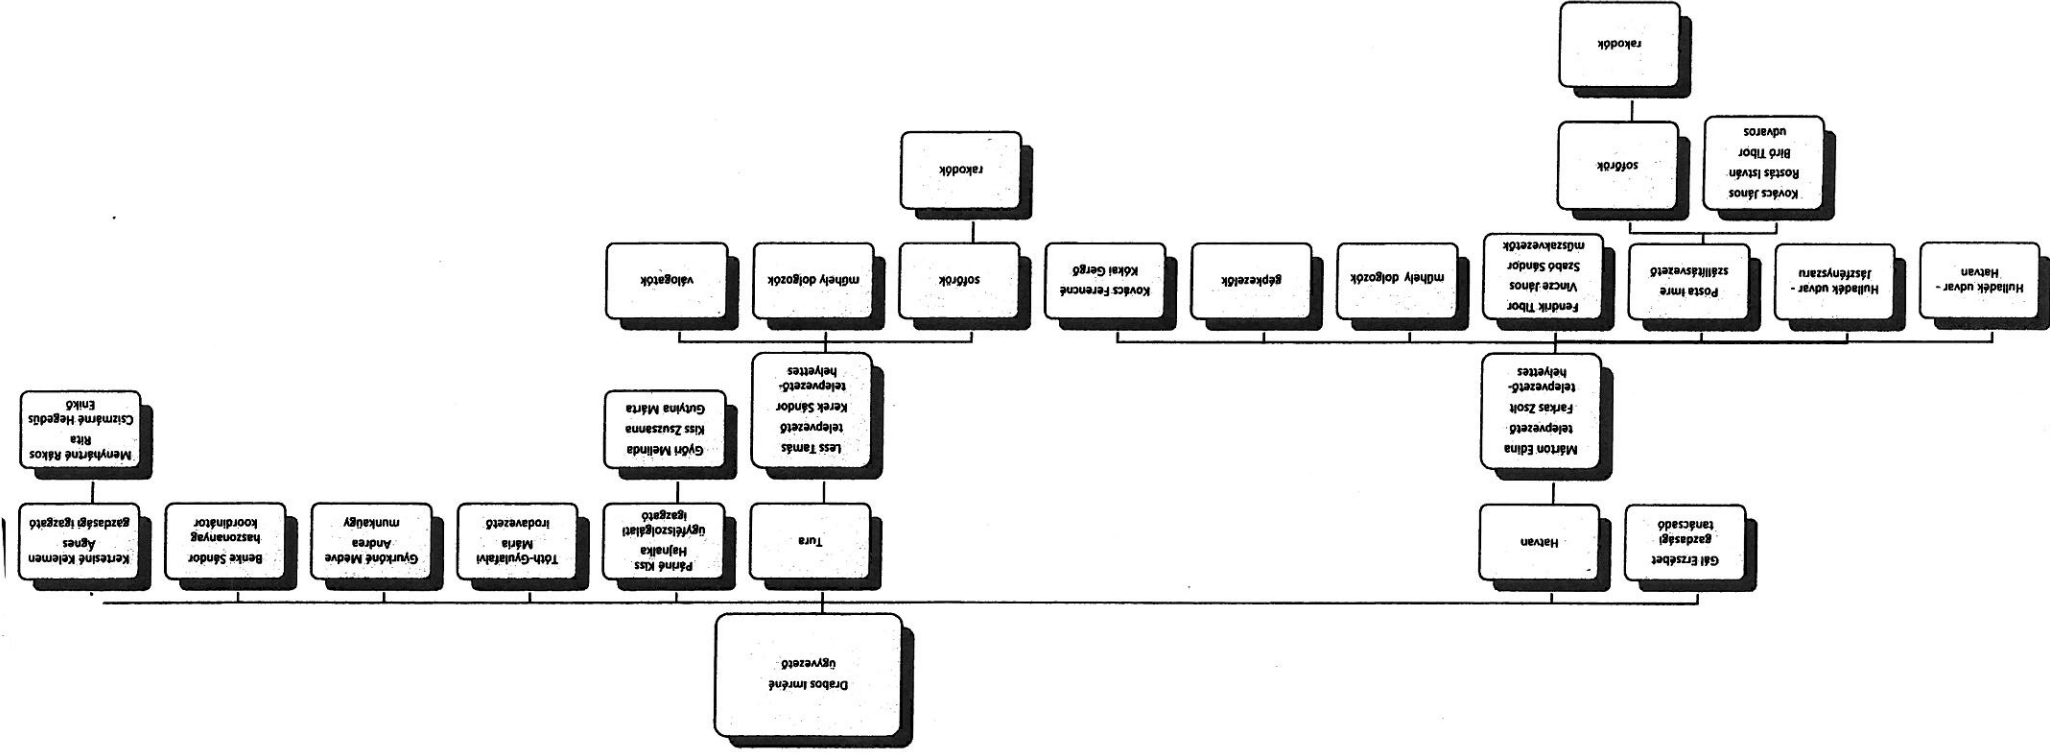 Drabos Imréné
ügyvezető
Gál Erzsébet
gazdasági
tanácsadó
Hatvan
Tura
Páriné Kiss
Hajnalka
ügyfélszolgálati
igazgató
Tóth-Gyulafalvi
Mária
irodavezető
Gyurkóné Medve
Andrea
munkaügy
Benke Sándor
haszonanyag
koordinátor
Kertesiné Kelemen
Ágnes
gazdasági igazgató
Márton Edina
telepvezető
Farkas Zsolt
telepvezető-
helyettes
Less Tamás
telepvezető
Kerek Sándor
telepvezető-
helyettes
Győri Melinda
Kiss Zsuzsanna
Gutyina Márta
Menyhártné Rákos
Rita
Csizmárné Hegedűs
Enikő
Hulladék udvar -
Hatvan
Hulladék udvar -
Jászfényszaru
Posta Imre
szállításvezető
Fendrik Tibor
Vincze János
Szabó Sándor
műszakvezetők
műhely dolgozók
gépkezelők
Kovács Ferencné
Kókai Gergő
sofőrök
műhely dolgozók
válogatók
Kovács János
Rostás István
Bíró Tibor
udvaros
sofőrök
rakodók
rakodók